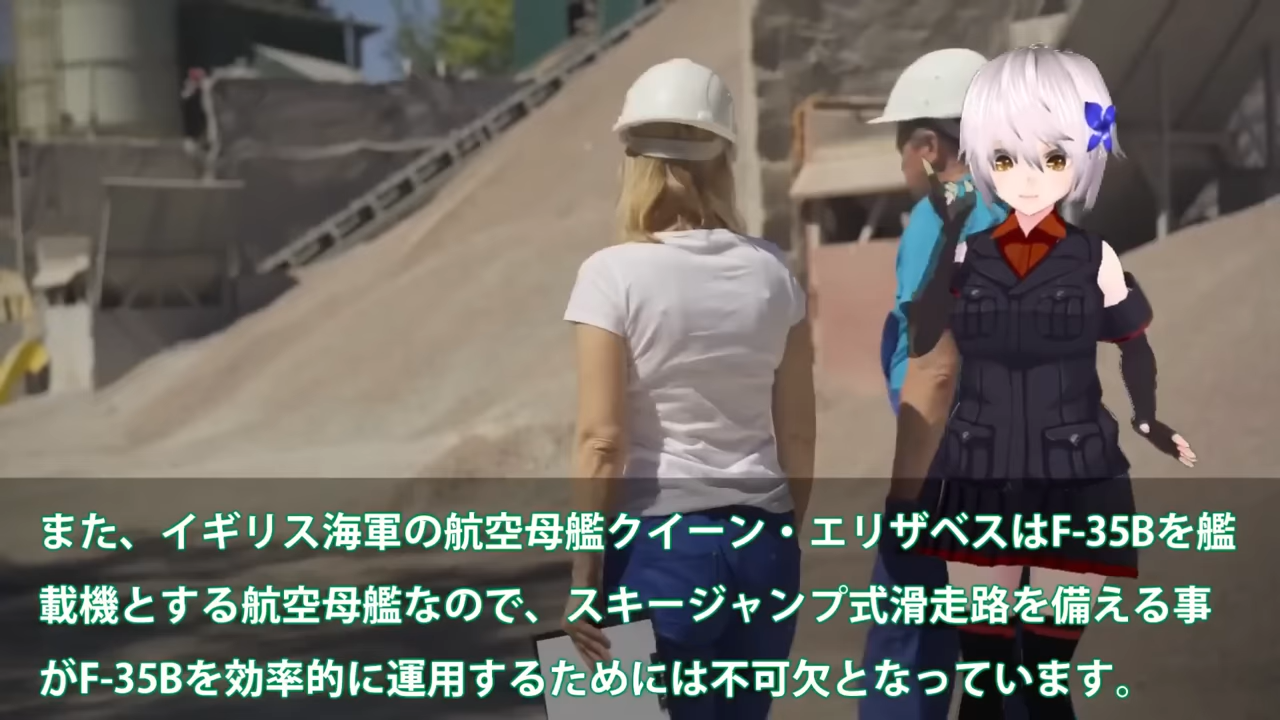 また、イギリス海軍の航空母艦クイーン・エリザベスはF-35Bを艦
載機とする航空母艦なので、スキージャンプ式滑走路を備える事
がF-35Bを効率的に運用するためには不可欠となっています。